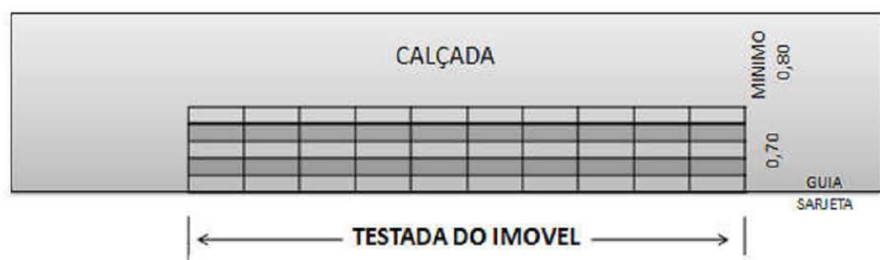 CALÇADA
MINIMO
0,80
0,70
GUIA
SARJETA
TESTADA DO IMOVEL